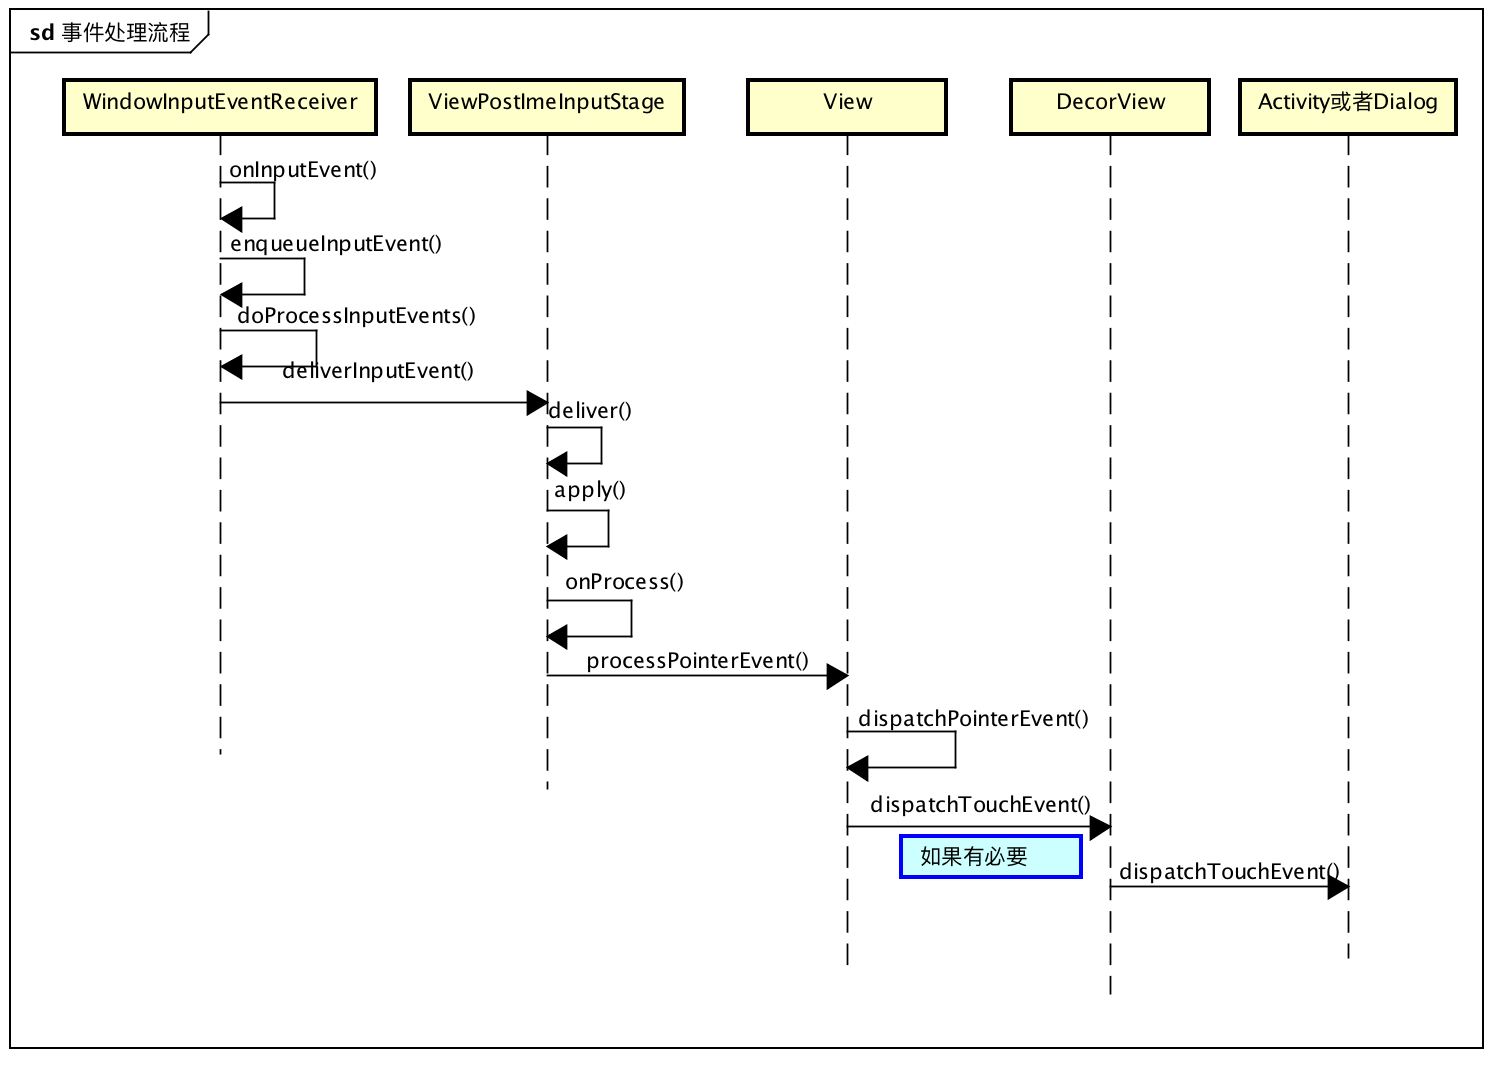 sd 事件处理流程
WindowInputEventReceiver
ViewPostImeInputStage
View
DecorView
Activity或者Dialog
onInputEvent()
enqueueInputEvent()
doProcessInputEvents()
deliverInputEvent()
deliver()
apply()
onProcess()
processPointerEvent()
dispatchPointerEvent()
dispatchTouchEvent()
如果有必要
dispatchTouchEvent()